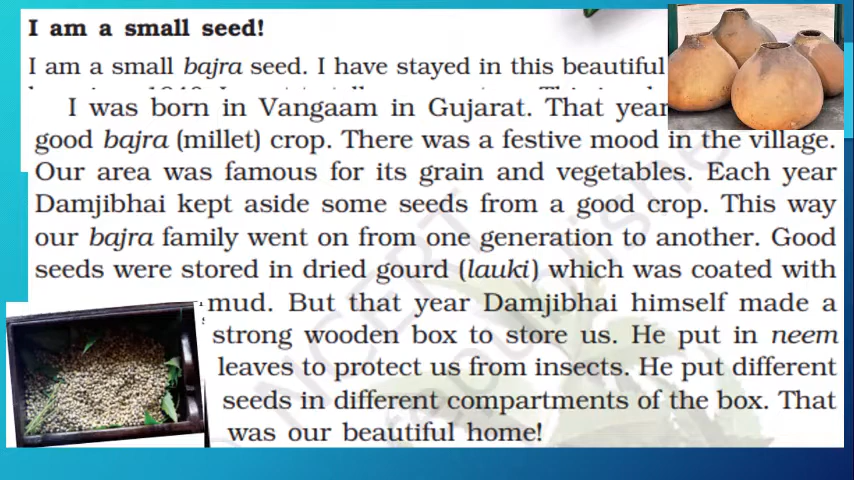 I am a small seed!
I am a small bajra seed. I have stayed in this beautiful
I was born in Vangaam in Gujarat. That year
good bajra (millet) crop. There was a festive mood in the village.
Our area was famous for its grain and vegetables. Each year
Damjibhai kept aside some seeds from a good crop. This way
our bajra family went on from one generation to another. Good
seeds were stored in dried gourd (lauki) which was coated with
mud. But that year Damjibhai himself made a
strong wooden box to store us. He put in neem
leaves to protect us from insects. He put different
seeds in different compartments of the box. That
was our beautiful home!